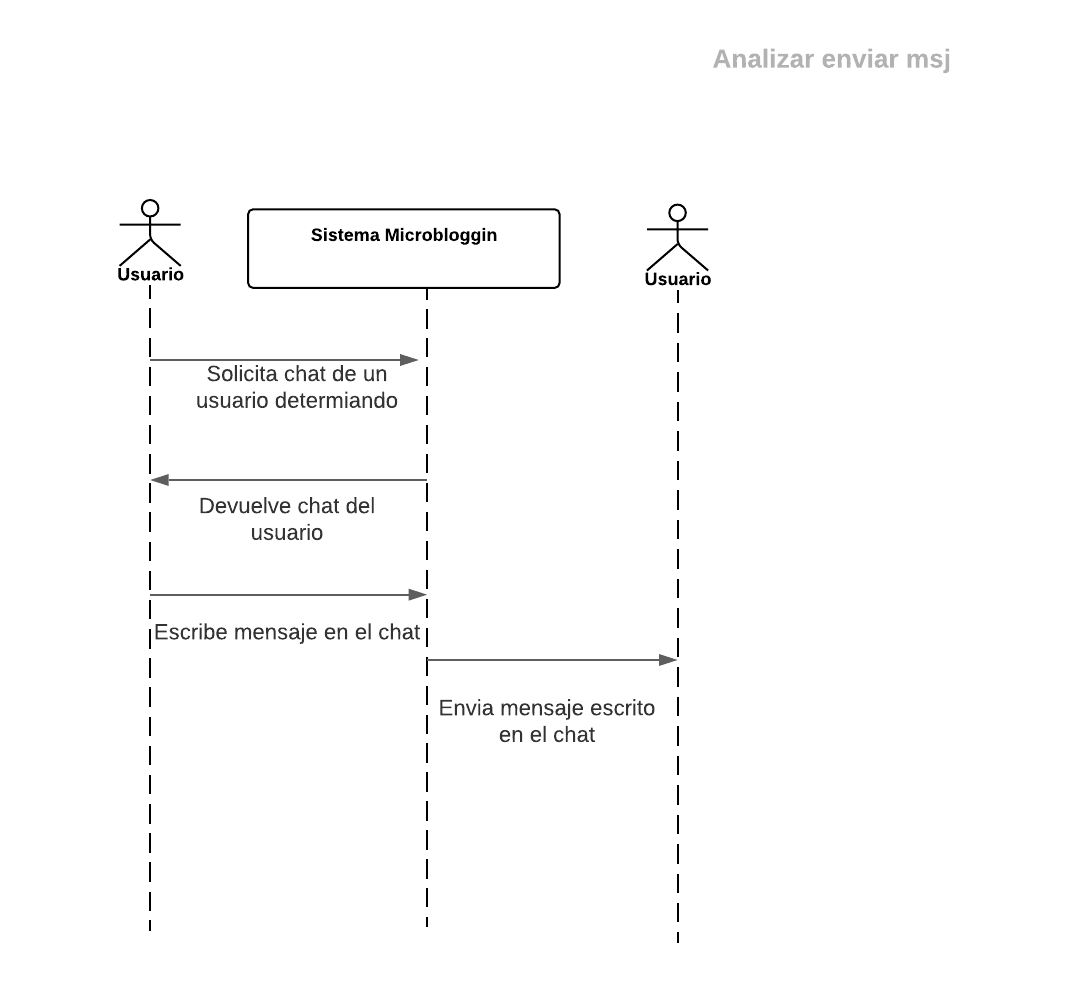 Analizar enviar msj
Usuario
Sistema Microbloggin
Usuario
Solicita chat de un
usuario determiando
Devuelve chat del
usuario
Escribe mensaje en el chat
Envia mensaje escrito
en el chat